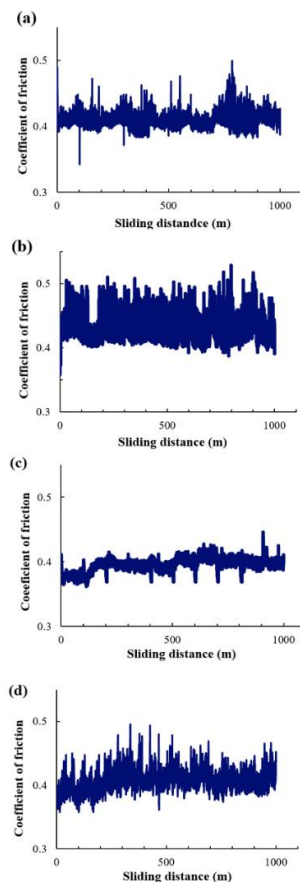 (a)
Coefficient of friction
0.5
0.4
0.3
0 500 1000
Sliding distandce (m)
(b)
Coefficient of friction
0.5
0.4
0.3
0 500 1000
Sliding distance (m)
(c)
Coeeficient of friction
0.5
0.4
0.3
0 500 1000
Sliding distance (m)
(d)
Coefficient of friction
0.5
0.4
0.3
0 500 1000
Sliding distance (m)